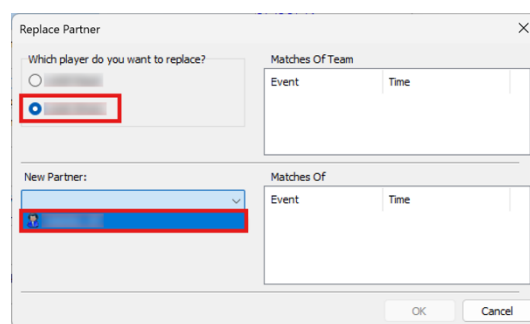 Replace Partner
Which player do you want to replace?
Matches Of Team
Event Time
New Partner:
Matches Of
Event Time
OK Cancel